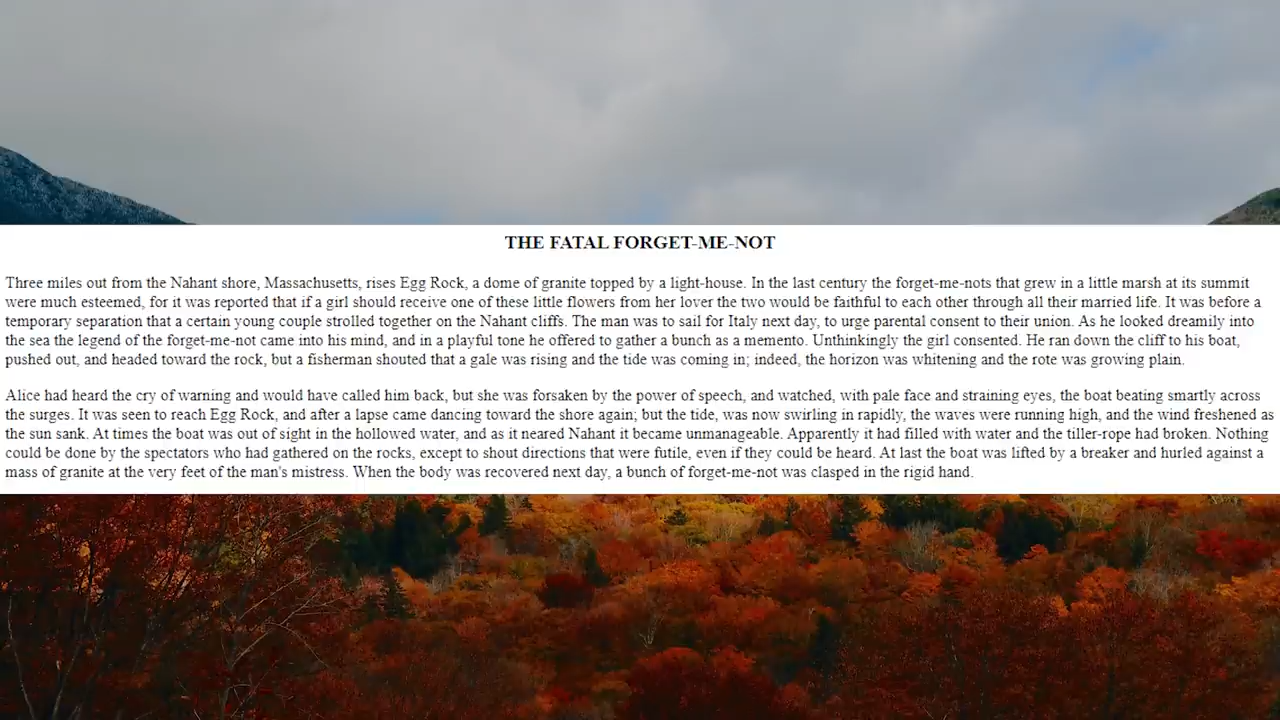 THE FATAL FORGET-ME-NOT
Three miles out from the Nahant shore, Massachusetts, rises Egg Rock, a dome of granite topped by a light-house. In the last century the forget-me-nots that grew in a little marsh at its summit
were much esteemed, for it was reported that if a girl should receive one of these little flowers from her lover the two would be faithful to each other through all their married life. It was before a
temporary separation that a certain young couple strolled together on the Nahant cliffs. The man was to sail for Italy next day, to urge parental consent to their union. As he looked dreamily into
the sea the legend of the forget-me-not came into his mind, and in a playful tone he offered to gather a bunch as a memento. Unthinkingly the girl consented. He ran down the cliff to his boat,
pushed out, and headed toward the rock, but a fisherman shouted that a gale was rising and the tide was coming in; indeed, the horizon was whitening and the rote was growing plain.
Alice had heard the cry of warning and would have called him back, but she was forsaken by the power of speech, and watched, with pale face and straining eyes, the boat beating smartly across
the surges. It was seen to reach Egg Rock, and after a lapse came dancing toward the shore again; but the tide, was now swirling in rapidly, the waves were running high, and the wind freshened as
the sun sank. At times the boat was out of sight in the hollowed water, and as it neared Nahant it became unmanageable. Apparently it had filled with water and the tiller-rope had broken. Nothing
could be done by the spectators who had gathered on the rocks, except to shout directions that were futile, even if they could be heard. At last the boat was lifted by a breaker and hurled against a
mass of granite at the very feet of the man's mistress. When the body was recovered next day, a bunch of forget-me-not was clasped in the rigid hand.